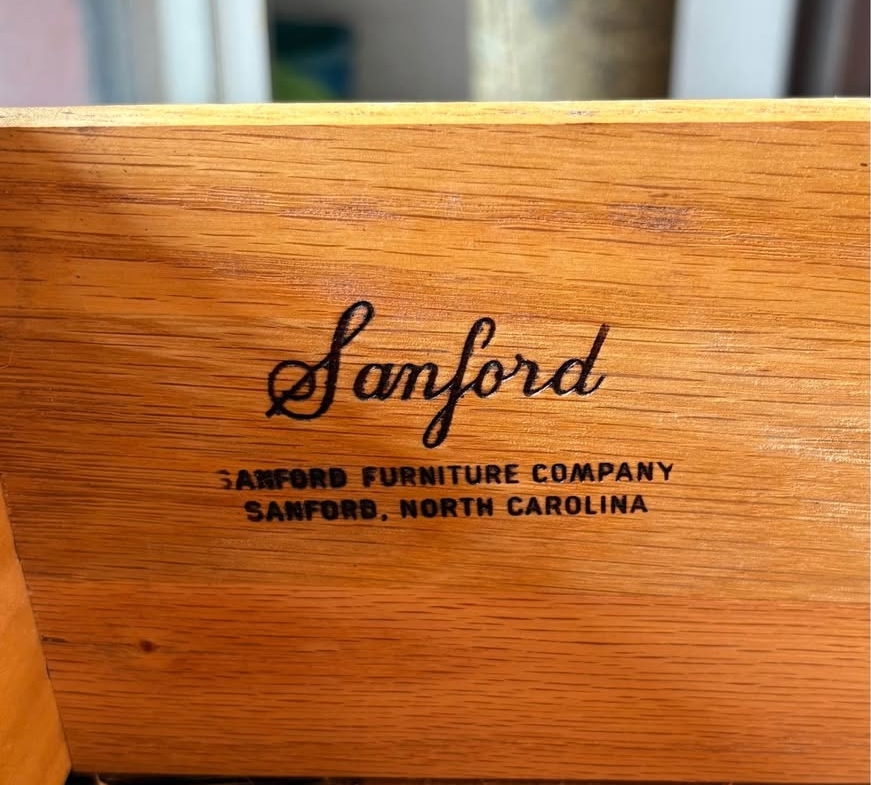 Sanford
SANFORD FURNITURE COMPANY
SANFORD, NORTH CAROLINA